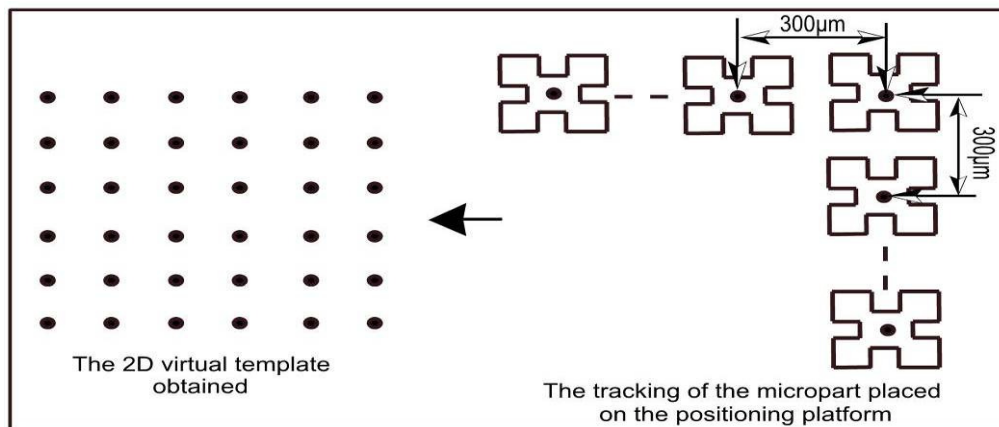 300µm
300µm
The 2D virtual template
obtained
The tracking of the micropart placed
on the positioning platform